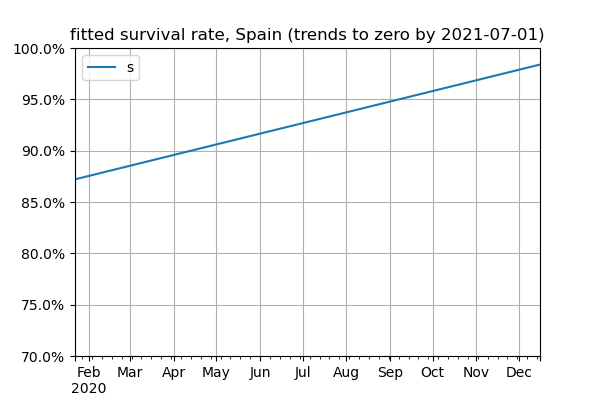 fitted survival rate, Spain (trends to zero by 2021-07-01)
100.0%
s
95.0%
90.0%
85.0%
80.0%
75.0%
70.0%
Feb Mar Apr May Jun Jul Aug Sep Oct Nov Dec
2020